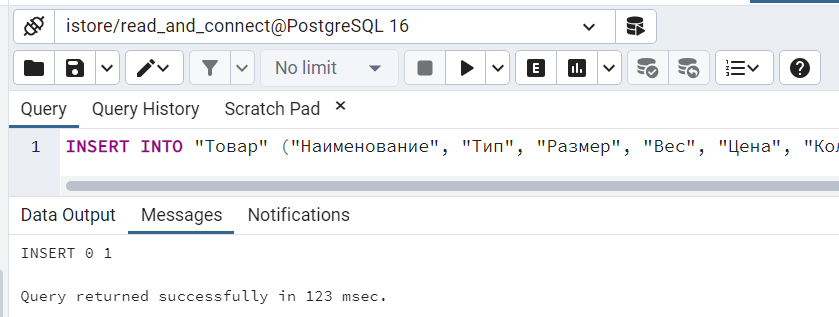 istore/read_and_connect@PostgreSQL 16
No limit
E
Query Query History Scratch Pad
1 INSERT INTO "Товар" ("Наименование", "Тип", "Размер", "Вес", "Цена", "Кол
Data Output Messages Notifications
INSERT 0 1
Query returned successfully in 123 msec.